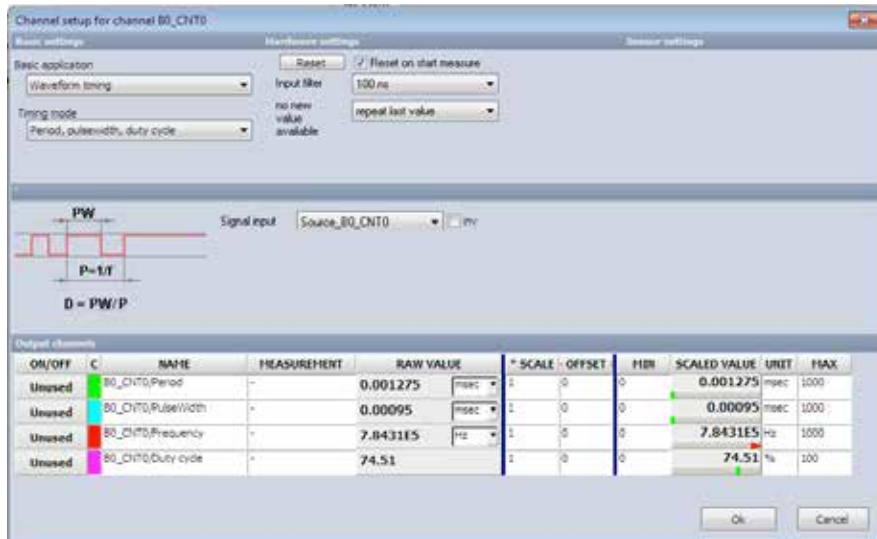 Channel setup for channel B0_CNT0
Basic settings Hardware settings Sensor settings
Basic application
Waveform timing
Timing mode
Period, pulsewidth, duty cycle
Reset Reset on start measure
Input filter 100 ns
no new value available repeat last value
PW
P=1/f
D = PW/P
Signal input Source_B0_CNT0 inv
Output channels
ON/OFF C NAME MEASUREMENT RAW VALUE * SCALE OFFSET MIN SCALED VALUE UNIT MAX
Unused B0_CNT0/Period - 0.001275 msec 1 0 0 0.001275 msec 1000
Unused B0_CNT0/PulseWidth - 0.00095 msec 1 0 0 0.00095 msec 1000
Unused B0_CNT0/Frequency - 7.8431E5 Hz 1 0 0 7.8431E5 Hz 1000
Unused B0_CNT0/Duty cycle - 74.51 1 0 0 74.51 % 100
Ok Cancel